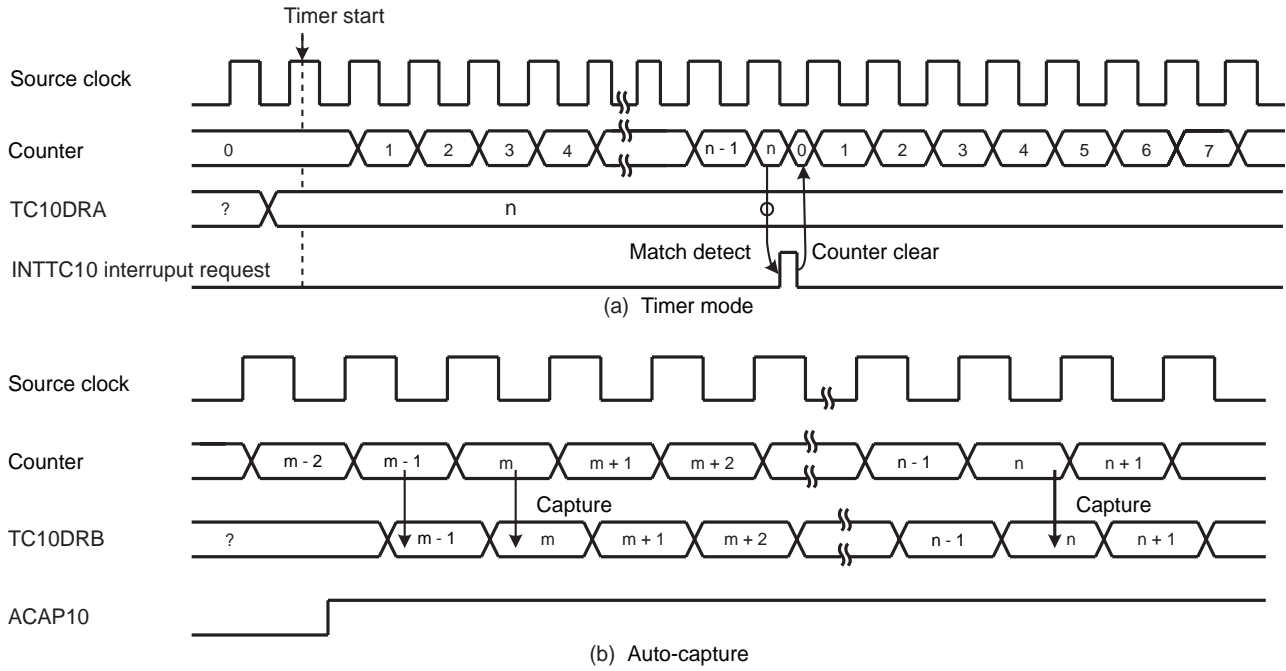 Timer start
Source clock
Counter 0 1 2 3 4 n - 1 n 0 1 2 3 4 5 6 7
TC10DRA ? n
Match detect Counter clear
INTTC10 interruput request
(a) Timer mode
Source clock
Counter m - 2 m - 1 m m + 1 m + 2 n - 1 n n + 1
Capture Capture
TC10DRB ? m - 1 m m + 1 m + 2 n - 1 n n + 1
ACAP10
(b) Auto-capture